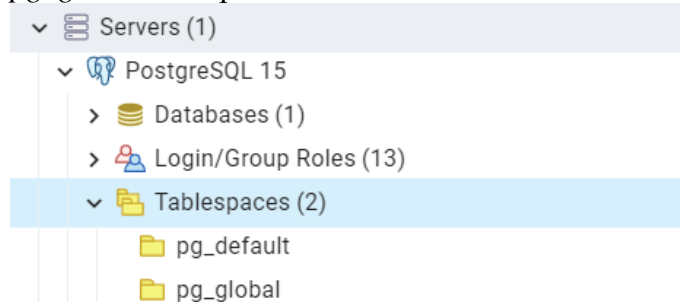 Servers (1)
PostgreSQL 15
Databases (1)
Login/Group Roles (13)
Tablespaces (2)
pg_default
pg_global